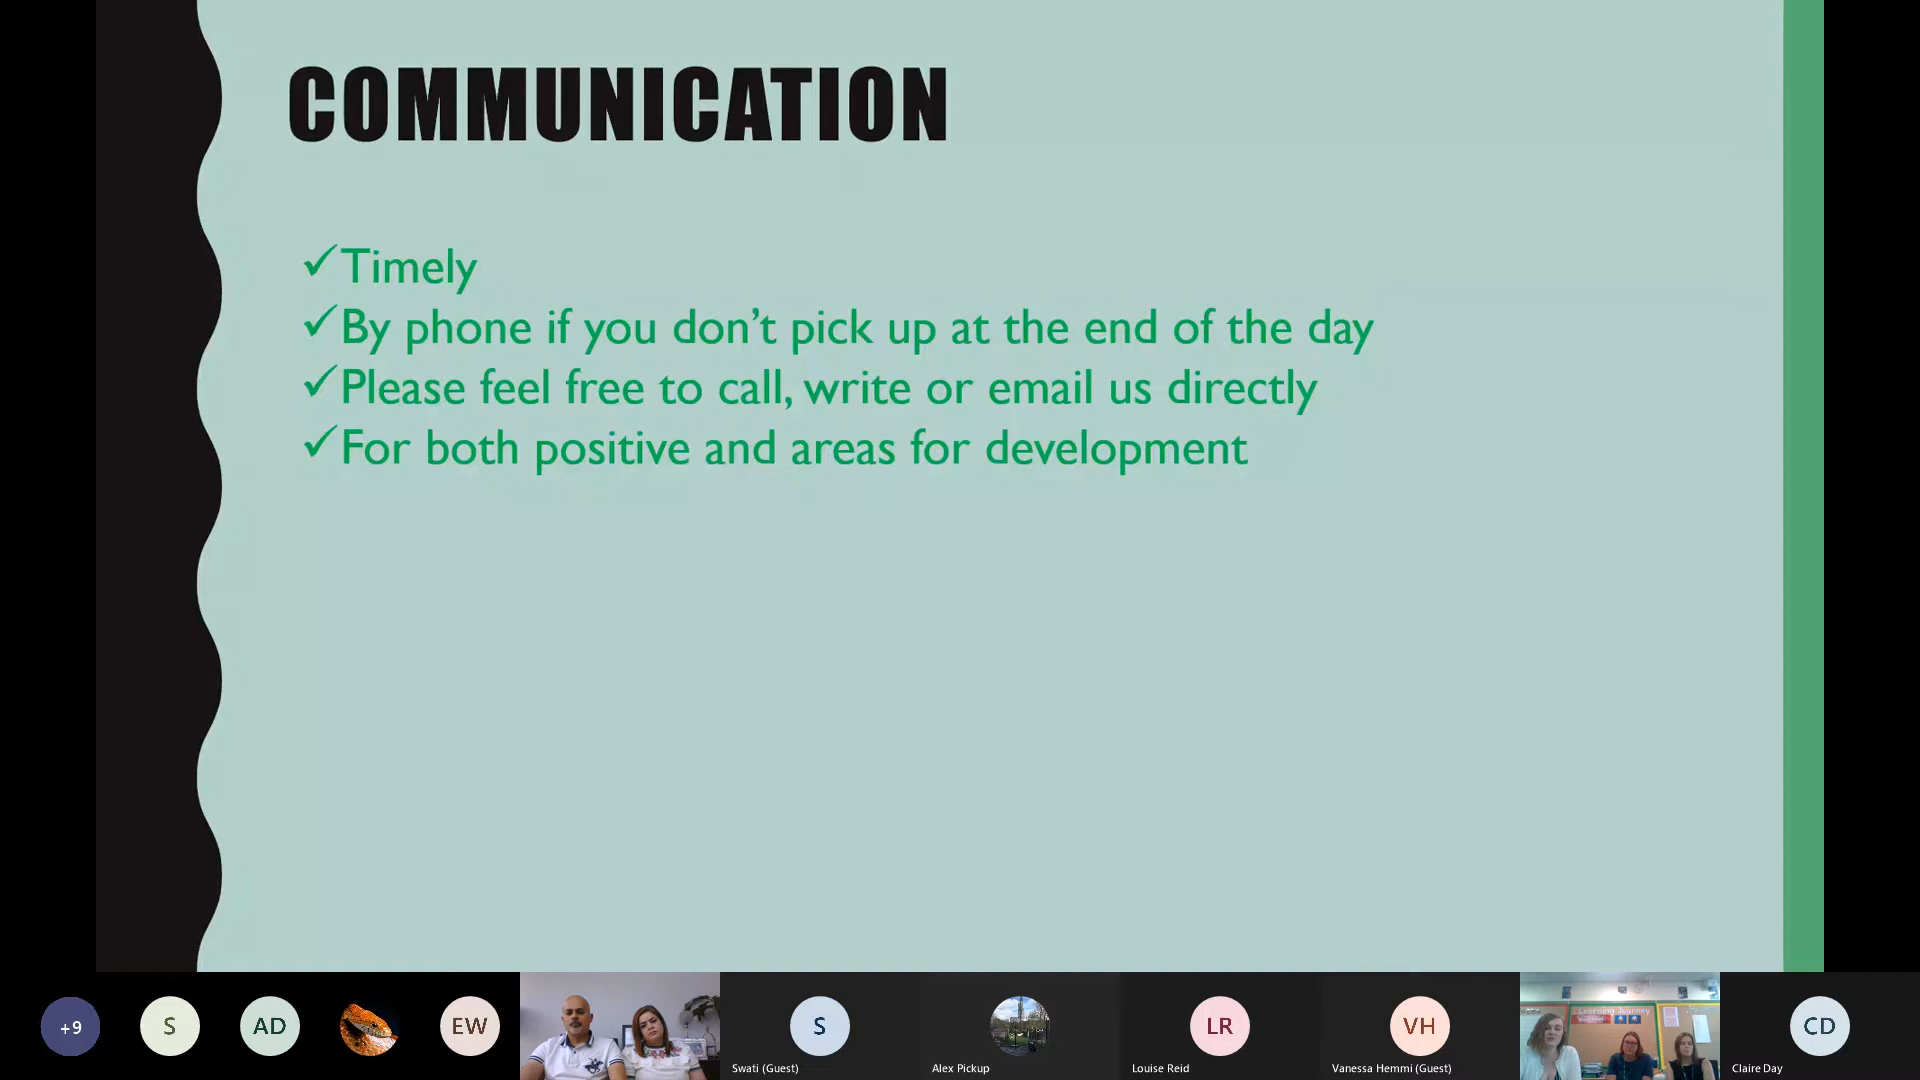 COMMUNICATION
✓Timely
✓By phone if you don’t pick up at the end of the day
✓Please feel free to call, write or email us directly
✓For both positive and areas for development
+9
S
AD
EW
S
Swati (Guest)
Alex Pickup
LR
Louise Reid
VH
Vanessa Hemmi (Guest)
Learning Journey
CD
Claire Day